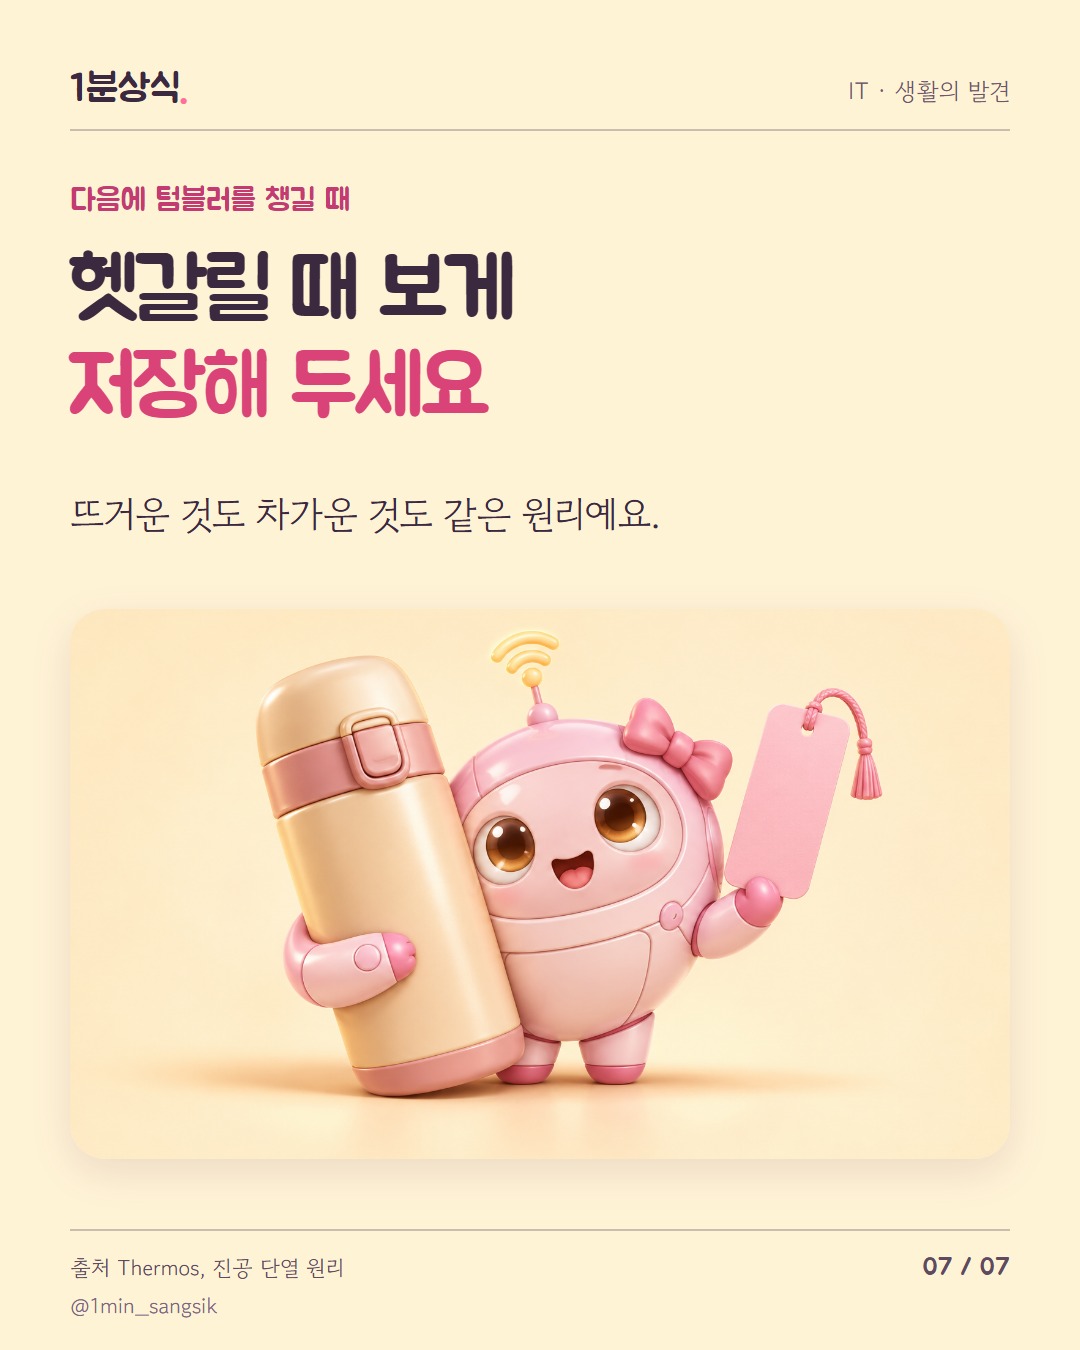 1분상식.
IT · 생활의 발견
다음에 텀블러를 챙길 때
헷갈릴 때 보게
저장해 두세요
뜨거운 것도 차가운 것도 같은 원리예요.
출처 Thermos, 진공 단열 원리
07 / 07
@1min_sangsik